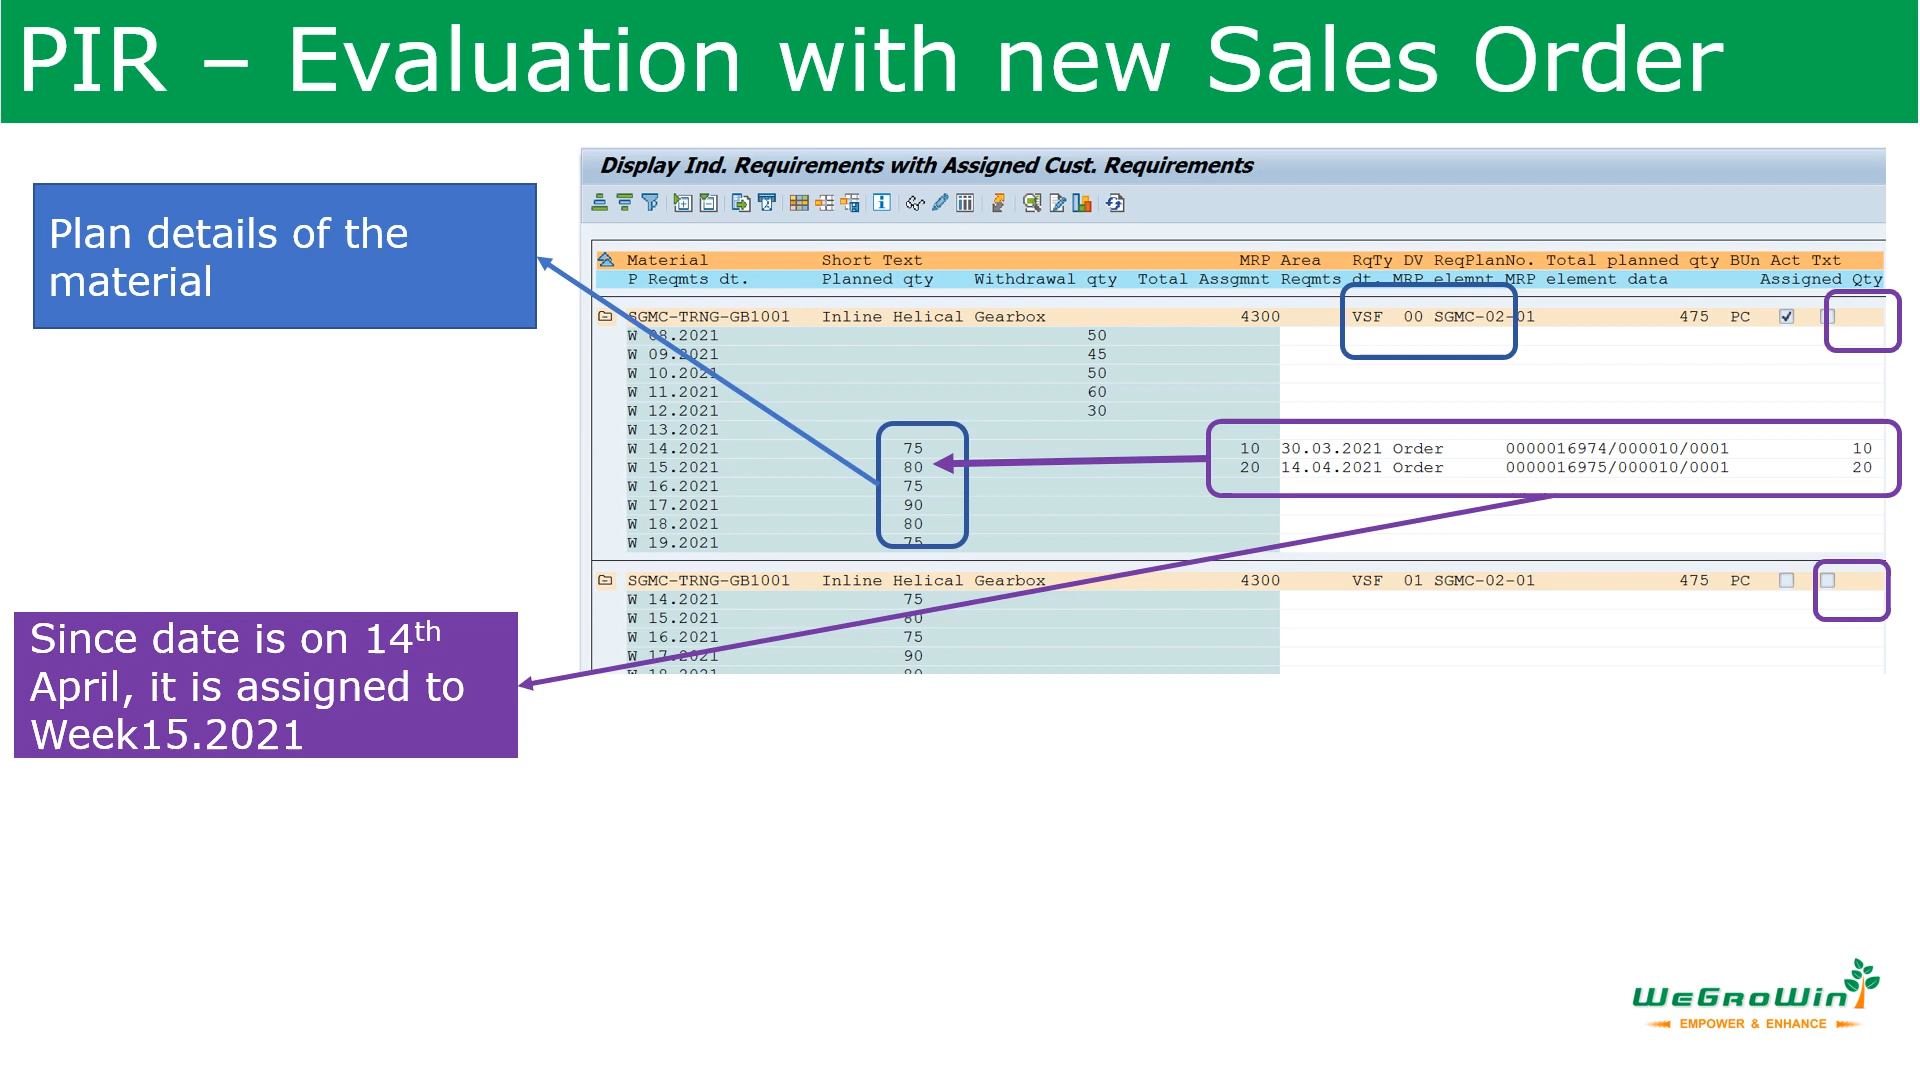 PIR – Evaluation with new Sales Order
Plan details of the
material
Display Ind. Requirements with Assigned Cust. Requirements
Material Short Text MRP Area RqTy DV ReqPlanNo. Total planned qty BUn Act Txt
P Reqmts dt. Planned qty Withdrawal qty Total Assgmnt Reqmts dt. MRP elemnt MRP element data Assigned Qty
SGMC-TRNG-GB1001 Inline Helical Gearbox 4300 VSF 00 SGMC-02-01 475 PC
W 08.2021 50
W 09.2021 45
W 10.2021 50
W 11.2021 60
W 12.2021 30
W 13.2021
W 14.2021 75 10 30.03.2021 Order 0000016974/000010/0001 10
W 15.2021 80 20 14.04.2021 Order 0000016975/000010/0001 20
W 16.2021 75
W 17.2021 90
W 18.2021 80
W 19.2021 75
SGMC-TRNG-GB1001 Inline Helical Gearbox 4300 VSF 01 SGMC-02-01 475 PC
W 14.2021 75
W 15.2021 80
W 16.2021 75
W 17.2021 90
W 18.2021 80
Since date is on 14th
April, it is assigned to
Week15.2021
WeGroWin
EMPOWER & ENHANCE